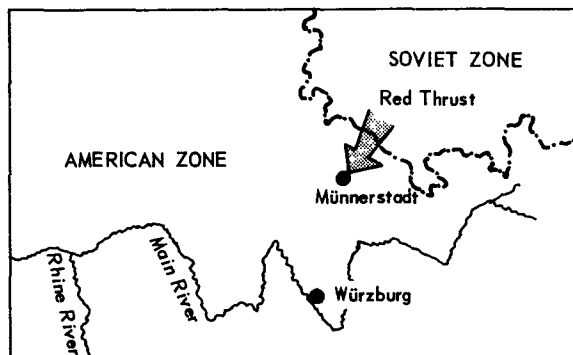 SOVIET ZONE
Red Thrust
AMERICAN ZONE
Münnerstadt
Main River
Rhine River
Würzburg